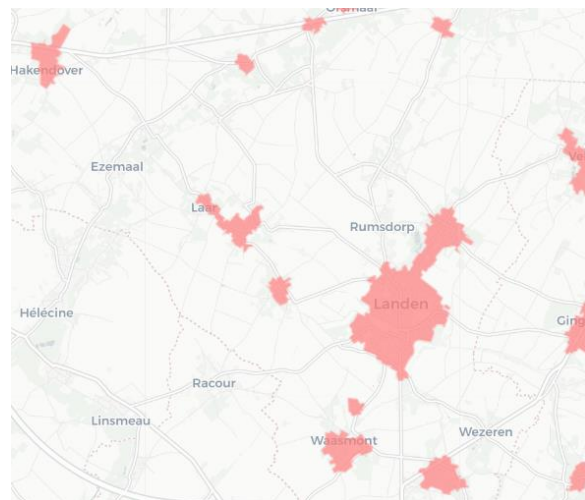 Hakendover
Ezemaal
Laar
Rumsdorp
Landen
Hélécine
Racour
Linsmeau
Waasmont
Wezeren